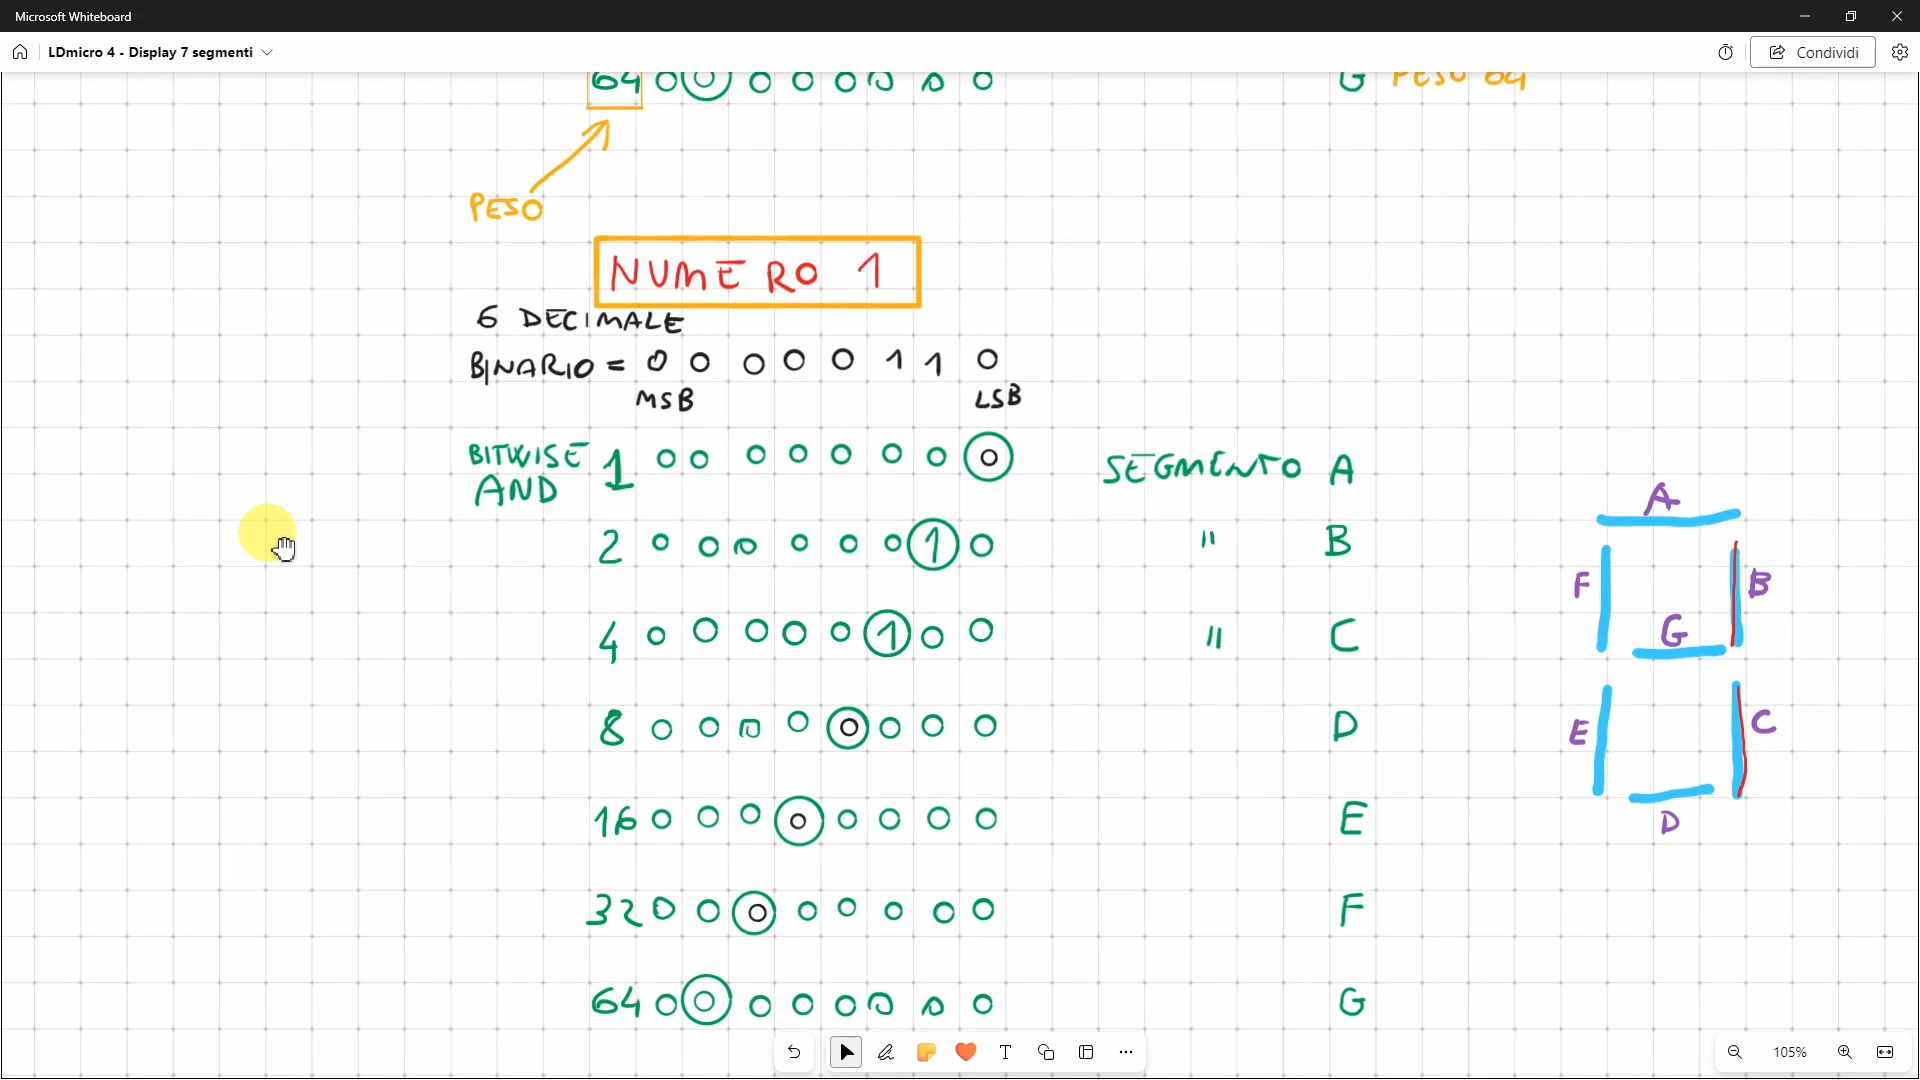 Microsoft Whiteboard
LDmicro 4 - Display 7 segmenti
Condividi
64 0 0 0 0 0 0 0 0 G PESO 64
PESO
NUMERO 1
6 DECIMALE
BINARIO = 0 0 0 0 0 1 1 0
MSB LSB
BITWISE AND 1 0 0 0 0 0 0 0 0 SEGMENTO A
2 0 0 0 0 0 0 1 0 " B
4 0 0 0 0 0 1 0 0 " C
8 0 0 0 0 0 0 0 0 D
16 0 0 0 0 0 0 0 0 E
32 0 0 0 0 0 0 0 0 F
64 0 0 0 0 0 0 0 0 G
A
F B
G
E C
D
105%